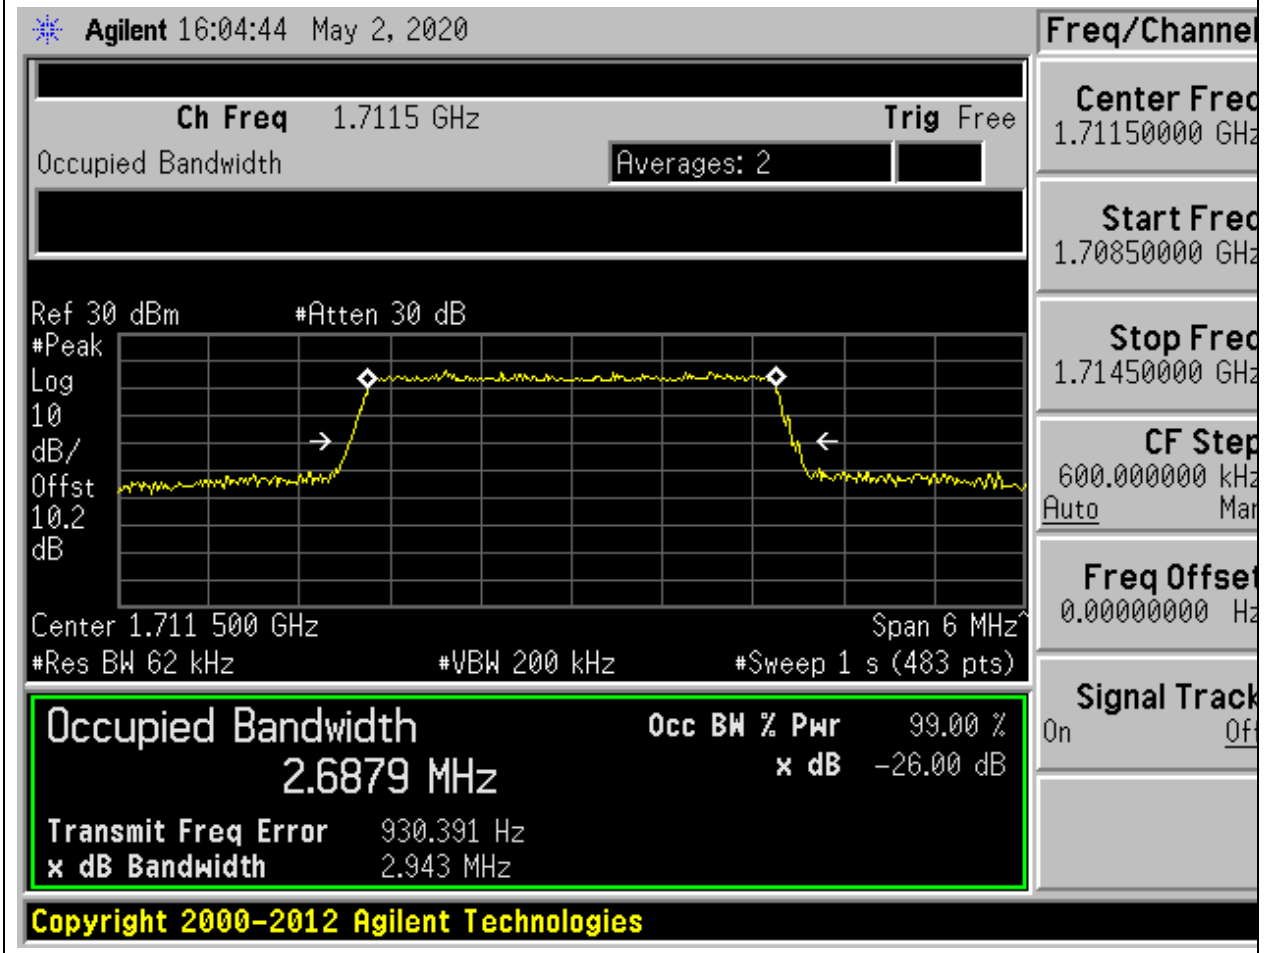 Agilent 16:04:44 May 2, 2020
Freq/Channel
Ch Freq 1.7115 GHz Trig Free
Occupied Bandwidth Averages: 2
Center Freq
1.71150000 GHz
Start Freq
1.70850000 GHz
Stop Freq
1.71450000 GHz
CF Step
600.000000 kHz
Auto Man
Freq Offset
0.00000000 Hz
Signal Track
On Off
Ref 30 dBm #Atten 30 dB
#Peak
Log
10
dB/
Offst
10.2
dB
Center 1.711 500 GHz Span 6 MHz^
#Res BW 62 kHz #VBW 200 kHz #Sweep 1 s (483 pts)
Occupied Bandwidth Occ BW % Pwr 99.00 %
2.6879 MHz x dB -26.00 dB
Transmit Freq Error 930.391 Hz
x dB Bandwidth 2.943 MHz
Copyright 2000-2012 Agilent Technologies